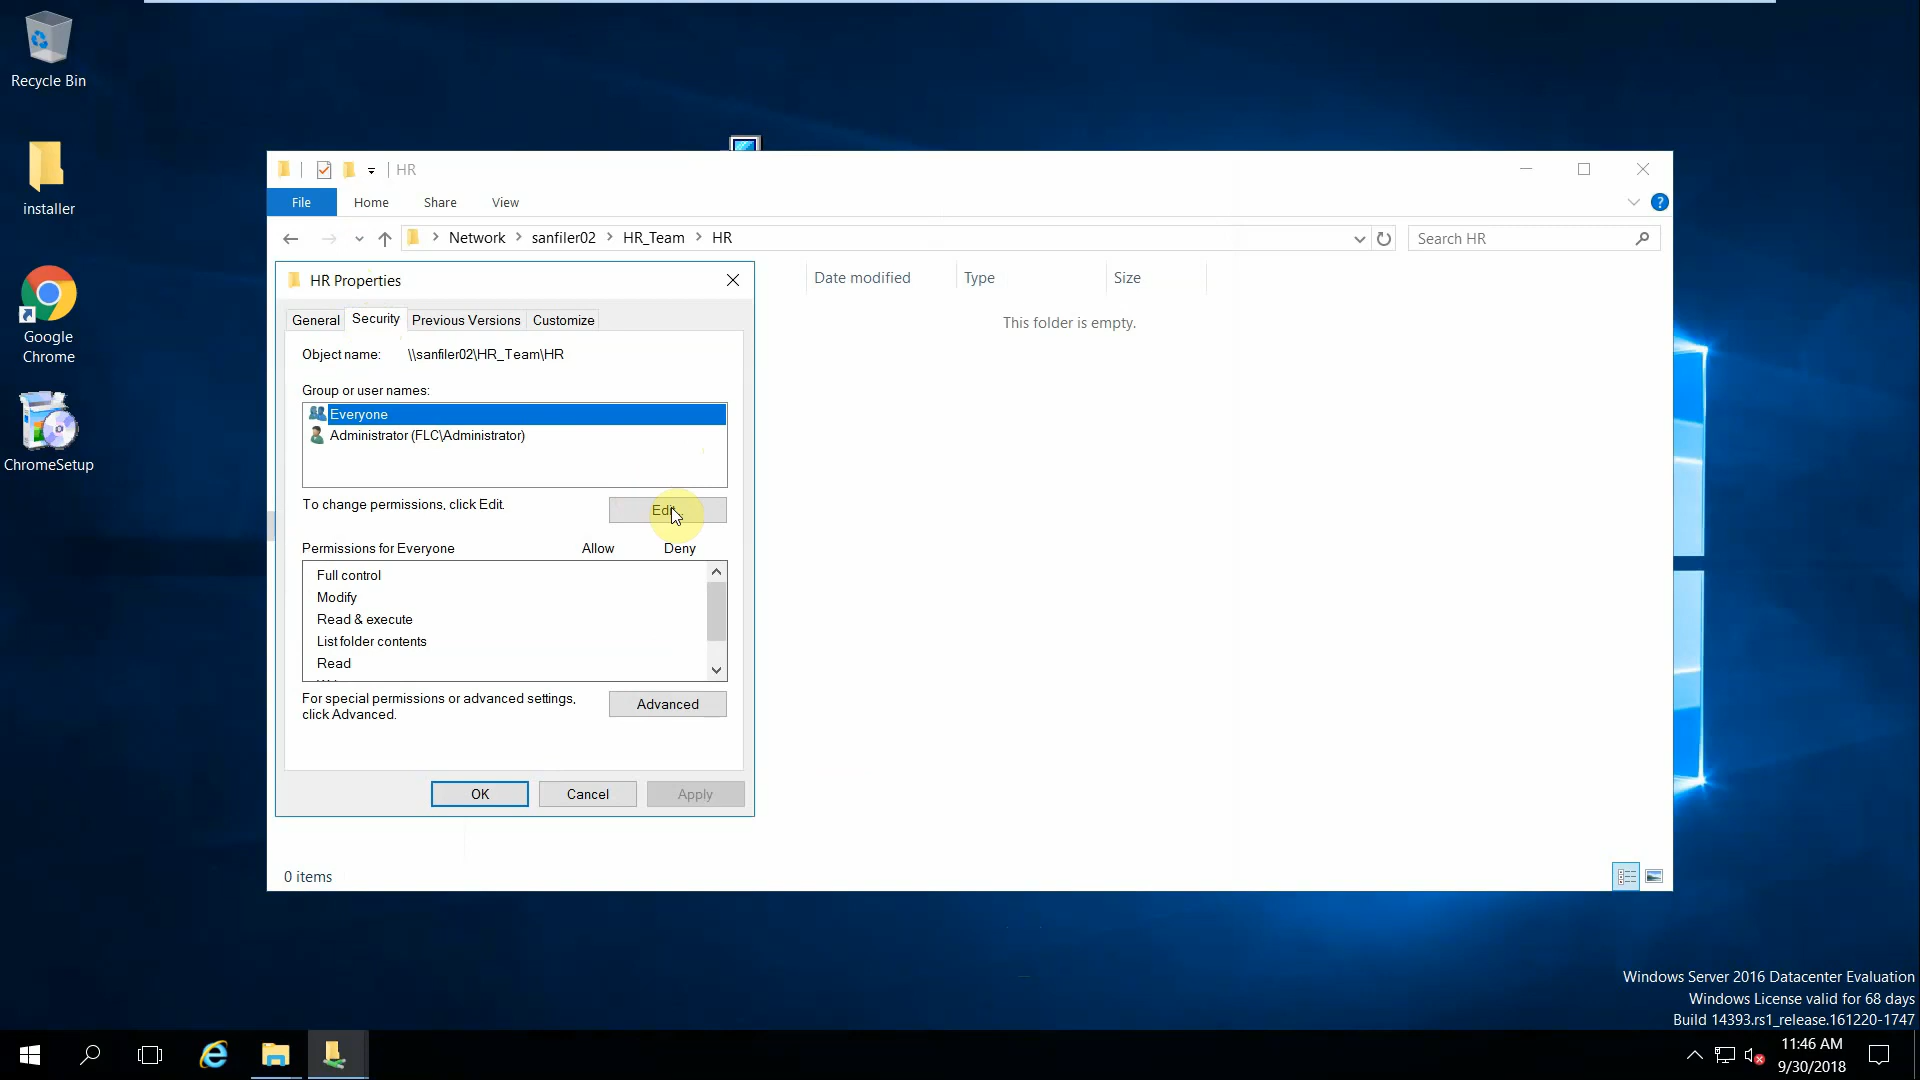 Recycle Bin
installer
Google
Chrome
ChromeSetup
HR
File
Home
Share
View
Network
sanfiler02
HR_Team
HR
Search HR
HR Properties
Date modified
Type
Size
This folder is empty.
General
Security
Previous Versions
Customize
Object name:
\\sanfiler02\HR_Team\HR
Group or user names:
Everyone
Administrator (FLC\Administrator)
To change permissions, click Edit.
Permissions for Everyone
Allow
Deny
Full control
Modify
Read & execute
List folder contents
Read
For special permissions or advanced settings,
click Advanced.
Advanced
OK
Cancel
Apply
0 items
Windows Server 2016 Datacenter Evaluation
Windows License valid for 68 days
Build 14393.rs1_release.161220-1747
11:46 AM
9/30/2018